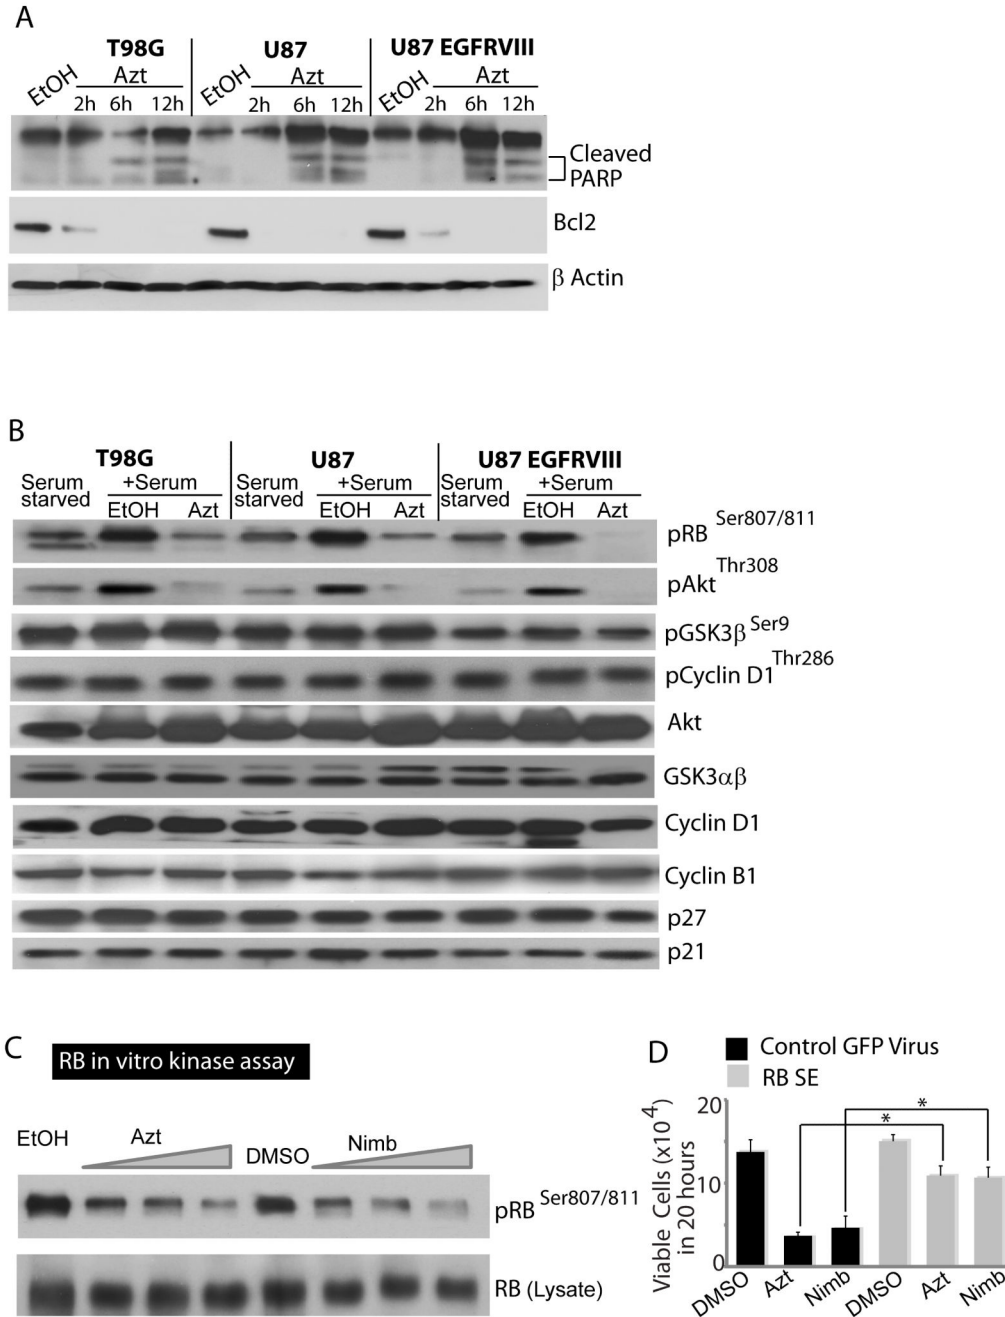 A
T98G
U87
U87 EGFRVIII
EtOH
Azt
EtOH
Azt
EtOH
Azt
2h 6h 12h
2h 6h 12h
2h 6h 12h
Cleaved
PARP
Bcl2
β Actin
B
T98G
U87
U87 EGFRVIII
Serum
starved
+Serum
EtOH Azt
Serum
starved
+Serum
EtOH Azt
Serum
starved
+Serum
EtOH Azt
pRB Ser807/811
pAkt Thr308
pGSK3β Ser9
pCyclin D1 Thr286
Akt
GSK3αβ
Cyclin D1
Cyclin B1
p27
p21
C
RB in vitro kinase assay
EtOH Azt DMSO Nimb
pRB Ser807/811
RB (Lysate)
D
Control GFP Virus
RB SE
Viable Cells (x10⁴)
in 20 hours
20
10
0
* *
DMSO Azt Nimb DMSO Azt Nimb